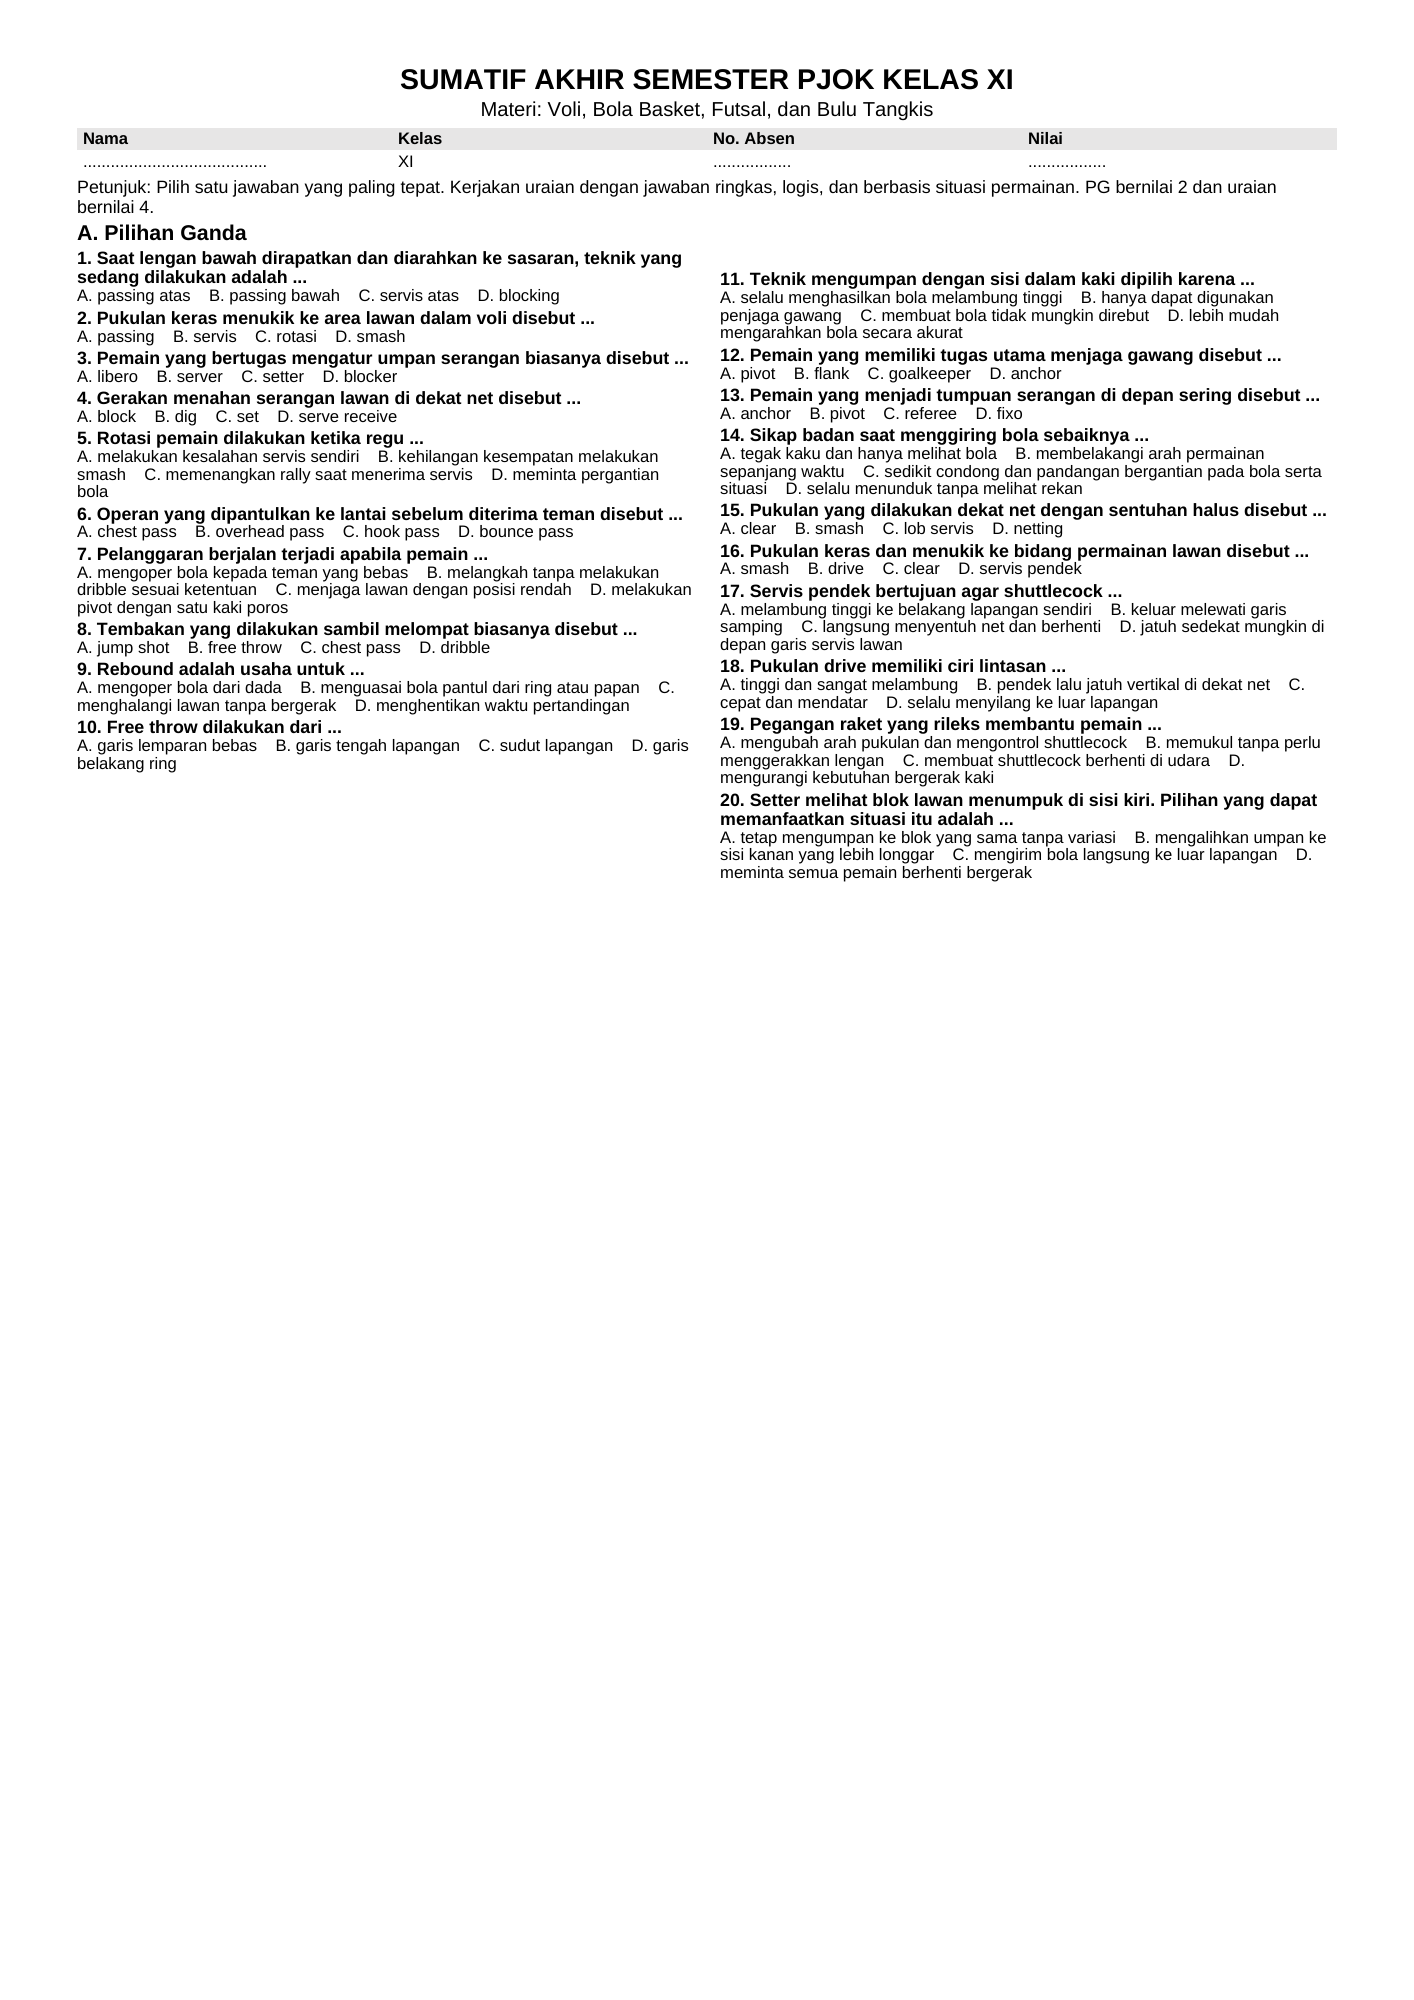 SUMATIF AKHIR SEMESTER PJOK KELAS XI
Materi: Voli, Bola Basket, Futsal, dan Bulu Tangkis
Nama Kelas No. Absen Nilai
........................................ XI ................. .................
Petunjuk: Pilih satu jawaban yang paling tepat. Kerjakan uraian dengan jawaban ringkas, logis, dan berbasis situasi permainan. PG bernilai 2 dan uraian
bernilai 4.
A. Pilihan Ganda
1. Saat lengan bawah dirapatkan dan diarahkan ke sasaran, teknik yang
sedang dilakukan adalah ...
A. passing atas B. passing bawah C. servis atas D. blocking
2. Pukulan keras menukik ke area lawan dalam voli disebut ...
A. passing B. servis C. rotasi D. smash
3. Pemain yang bertugas mengatur umpan serangan biasanya disebut ...
A. libero B. server C. setter D. blocker
4. Gerakan menahan serangan lawan di dekat net disebut ...
A. block B. dig C. set D. serve receive
5. Rotasi pemain dilakukan ketika regu ...
A. melakukan kesalahan servis sendiri B. kehilangan kesempatan melakukan
smash C. memenangkan rally saat menerima servis D. meminta pergantian
bola
6. Operan yang dipantulkan ke lantai sebelum diterima teman disebut ...
A. chest pass B. overhead pass C. hook pass D. bounce pass
7. Pelanggaran berjalan terjadi apabila pemain ...
A. mengoper bola kepada teman yang bebas B. melangkah tanpa melakukan
dribble sesuai ketentuan C. menjaga lawan dengan posisi rendah D. melakukan
pivot dengan satu kaki poros
8. Tembakan yang dilakukan sambil melompat biasanya disebut ...
A. jump shot B. free throw C. chest pass D. dribble
9. Rebound adalah usaha untuk ...
A. mengoper bola dari dada B. menguasai bola pantul dari ring atau papan C.
menghalangi lawan tanpa bergerak D. menghentikan waktu pertandingan
10. Free throw dilakukan dari ...
A. garis lemparan bebas B. garis tengah lapangan C. sudut lapangan D. garis
belakang ring
11. Teknik mengumpan dengan sisi dalam kaki dipilih karena ...
A. selalu menghasilkan bola melambung tinggi B. hanya dapat digunakan
penjaga gawang C. membuat bola tidak mungkin direbut D. lebih mudah
mengarahkan bola secara akurat
12. Pemain yang memiliki tugas utama menjaga gawang disebut ...
A. pivot B. flank C. goalkeeper D. anchor
13. Pemain yang menjadi tumpuan serangan di depan sering disebut ...
A. anchor B. pivot C. referee D. fixo
14. Sikap badan saat menggiring bola sebaiknya ...
A. tegak kaku dan hanya melihat bola B. membelakangi arah permainan
sepanjang waktu C. sedikit condong dan pandangan bergantian pada bola serta
situasi D. selalu menunduk tanpa melihat rekan
15. Pukulan yang dilakukan dekat net dengan sentuhan halus disebut ...
A. clear B. smash C. lob servis D. netting
16. Pukulan keras dan menukik ke bidang permainan lawan disebut ...
A. smash B. drive C. clear D. servis pendek
17. Servis pendek bertujuan agar shuttlecock ...
A. melambung tinggi ke belakang lapangan sendiri B. keluar melewati garis
samping C. langsung menyentuh net dan berhenti D. jatuh sedekat mungkin di
depan garis servis lawan
18. Pukulan drive memiliki ciri lintasan ...
A. tinggi dan sangat melambung B. pendek lalu jatuh vertikal di dekat net C.
cepat dan mendatar D. selalu menyilang ke luar lapangan
19. Pegangan raket yang rileks membantu pemain ...
A. mengubah arah pukulan dan mengontrol shuttlecock B. memukul tanpa perlu
menggerakkan lengan C. membuat shuttlecock berhenti di udara D.
mengurangi kebutuhan bergerak kaki
20. Setter melihat blok lawan menumpuk di sisi kiri. Pilihan yang dapat
memanfaatkan situasi itu adalah ...
A. tetap mengumpan ke blok yang sama tanpa variasi B. mengalihkan umpan ke
sisi kanan yang lebih longgar C. mengirim bola langsung ke luar lapangan D.
meminta semua pemain berhenti bergerak